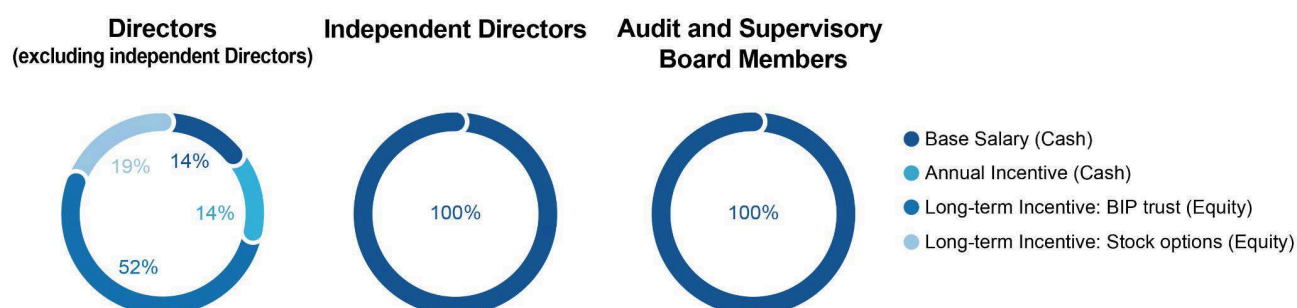 Directors
(excluding independent Directors)
Independent Directors
Audit and Supervisory
Board Members
19%
14%
14%
52%
100%
100%
Base Salary (Cash)
Annual Incentive (Cash)
Long-term Incentive: BIP trust (Equity)
Long-term Incentive: Stock options (Equity)